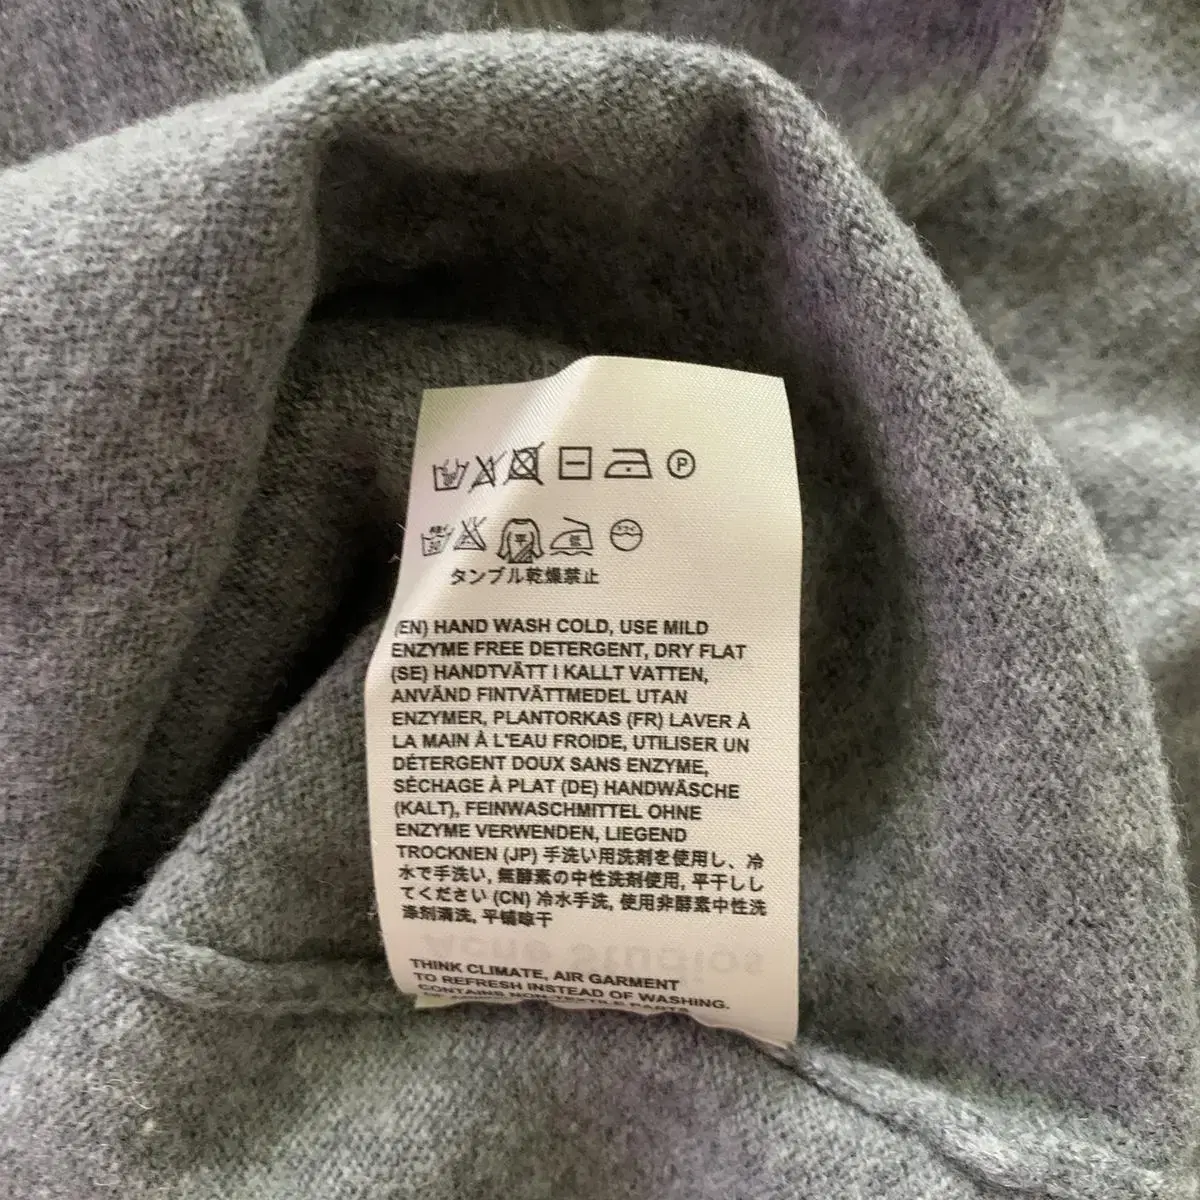 P
タンブル乾燥禁止
(EN) HAND WASH COLD, USE MILD
ENZYME FREE DETERGENT, DRY FLAT
(SE) HANDTVÄTT I KALLT VATTEN,
ANVÄND FINTVÄTTMEDEL UTAN
ENZYMER, PLANTORKAS (FR) LAVER À
LA MAIN À L'EAU FROIDE, UTILISER UN
DÉTERGENT DOUX SANS ENZYME,
SÉCHAGE À PLAT (DE) HANDWÄSCHE
(KALT), FEINWASCHMITTEL OHNE
ENZYME VERWENDEN, LIEGEND
TROCKNEN (JP) 手洗い用洗剤を使用し、冷
水で手洗い, 無酵素の中性洗剤使用, 平干しし
てください (CN) 冷水手洗, 使用非酵素中性洗
涤剂清洗, 平铺晾干
Acne Studios
THINK CLIMATE, AIR GARMENT
TO REFRESH INSTEAD OF WASHING.
CONTAINS NON-TEXTILE PARTS